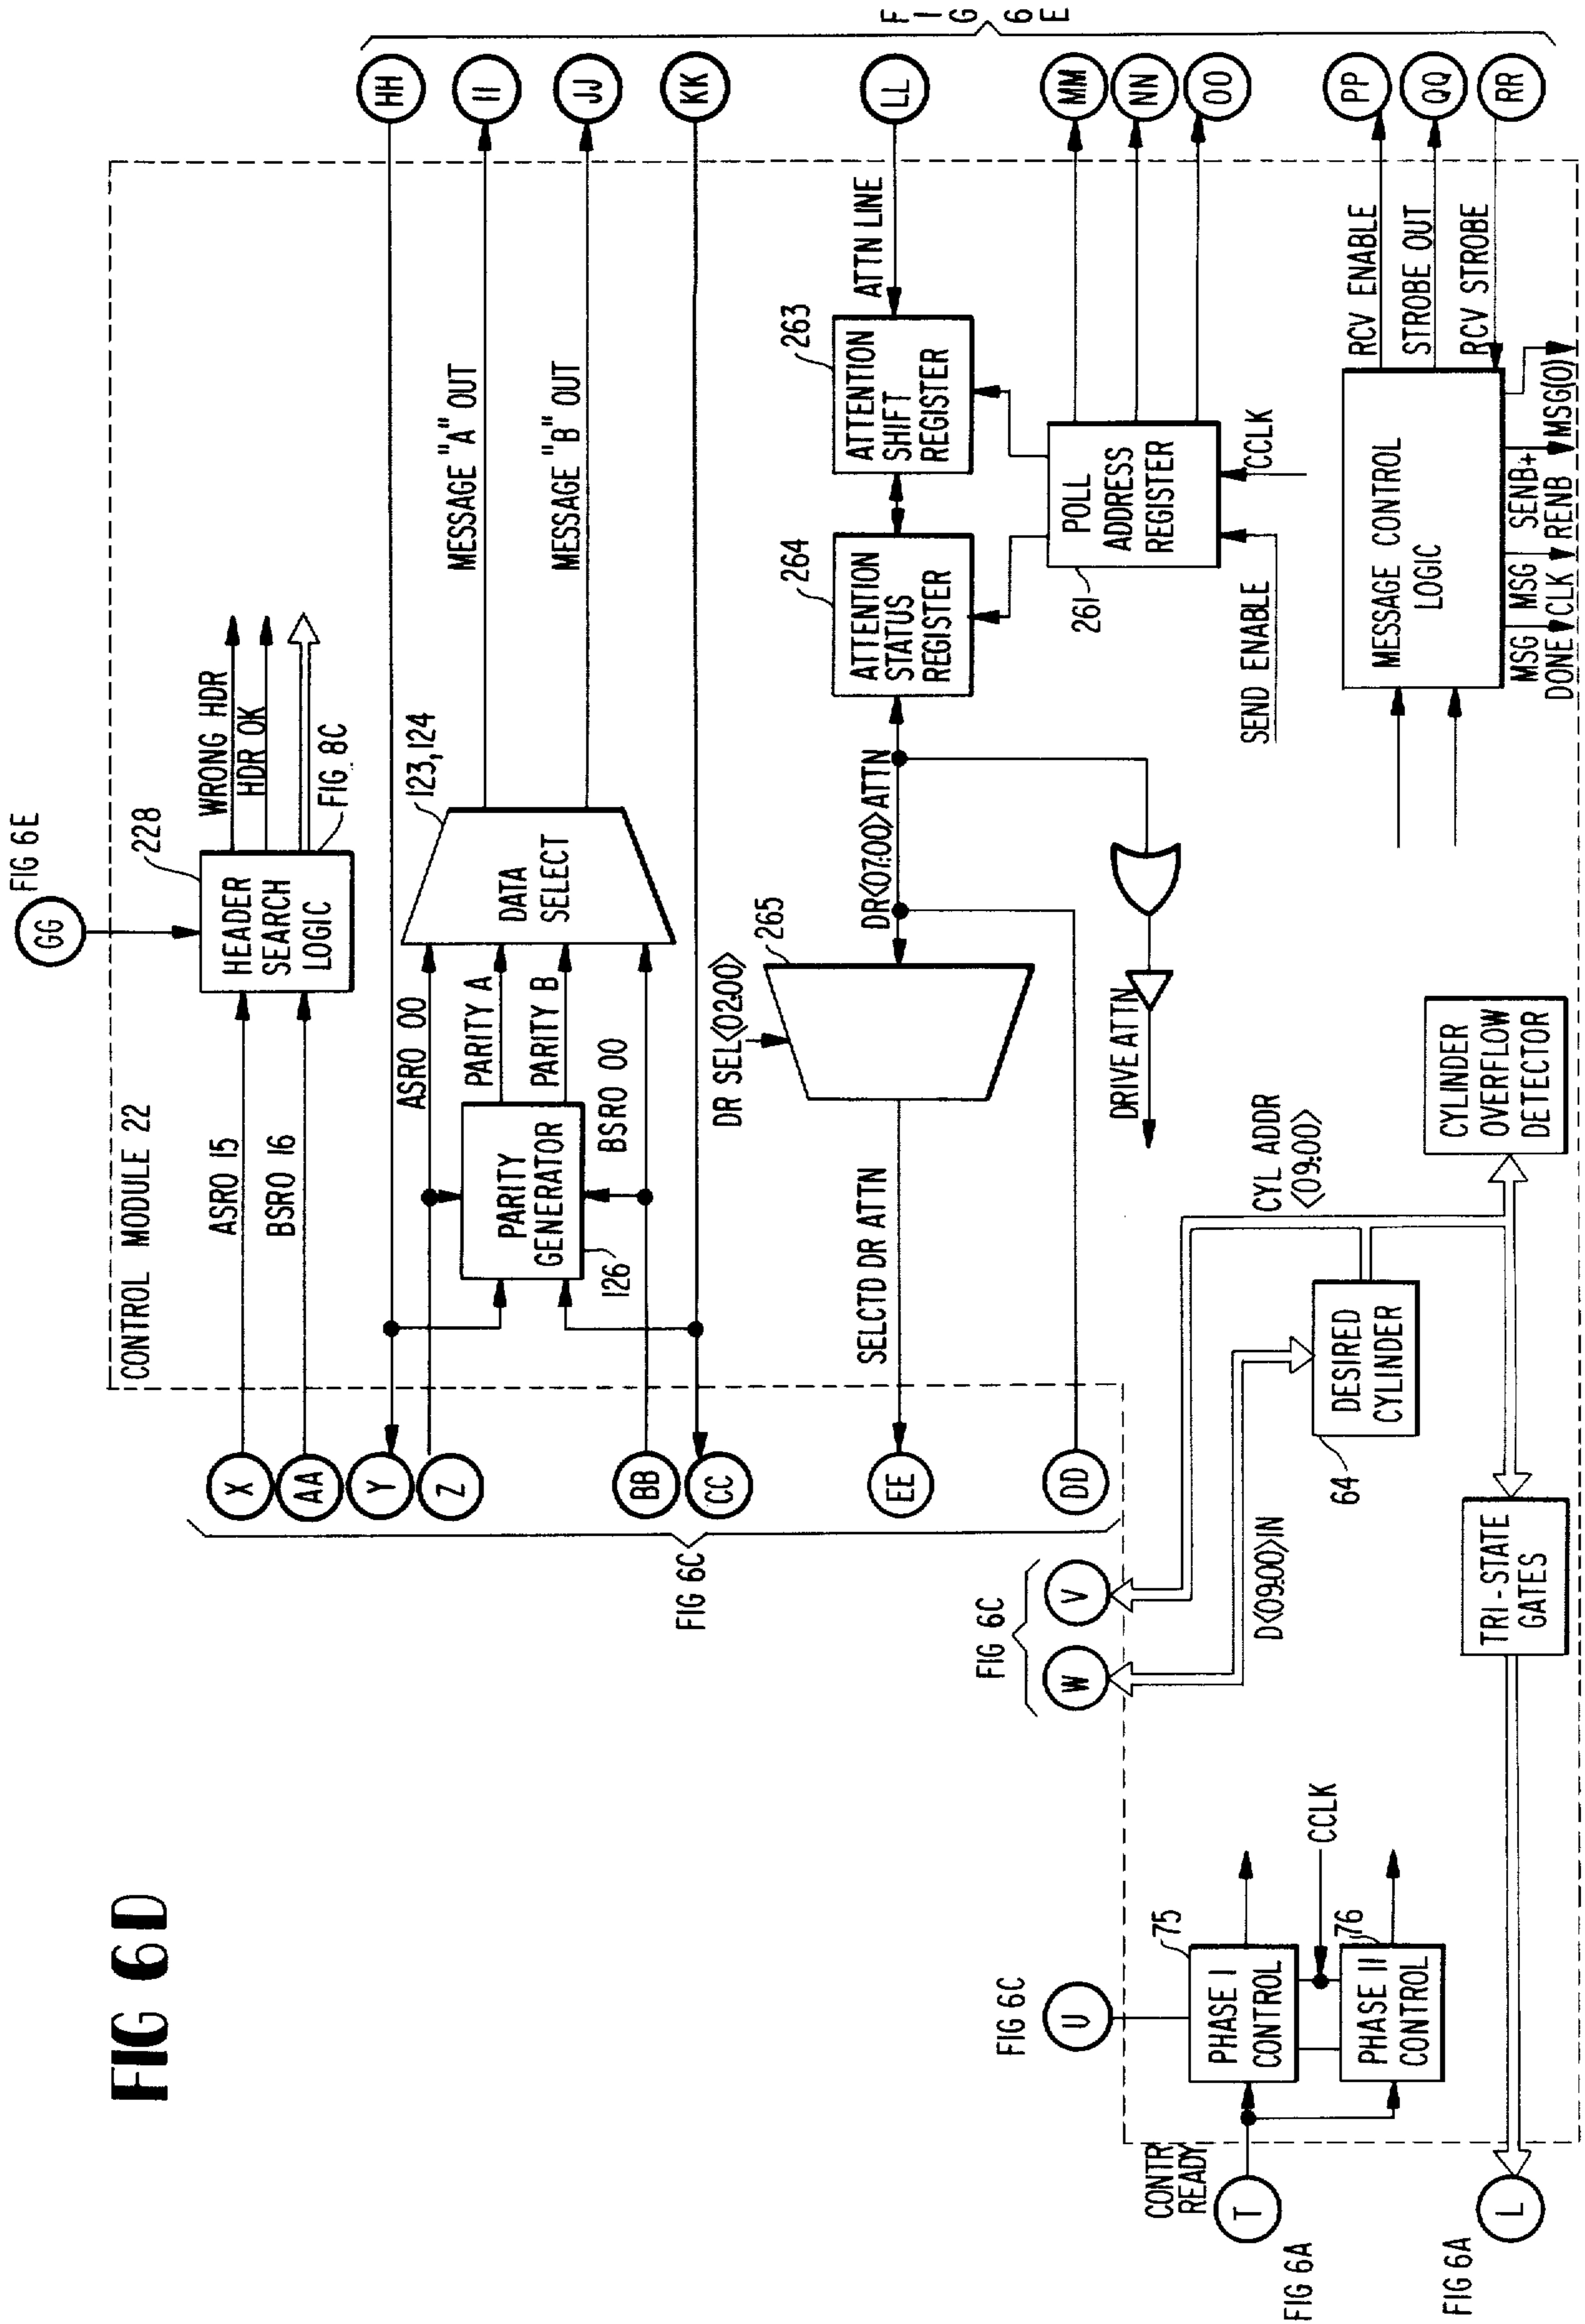 FIG 6D
CONTROL MODULE 22
FIG 6E
GG
228
HEADER
SEARCH
LOGIC
WRONG HDR
HDR OK
FIG. 8C
X
ASRO 15
AA
BSRO 16
Y
Z
ASRO 00
PARITY A
PARITY B
BSRO 00
PARITY
GENERATOR
126
DATA
SELECT
123,124
MESSAGE "A" OUT
MESSAGE "B" OUT
BB
CC
FIG 6C
HH
II
JJ
KK
LL
MM
NN
OO
PP
QQ
RR
FIG 6E
EE
SELCTD DR ATTN
DR SEL<02:00>
265
DR<07:00>ATTN
DD
DRIVE ATTN
264
ATTENTION
STATUS
REGISTER
263
ATTENTION
SHIFT
REGISTER
ATTN LINE
POLL
ADDRESS
REGISTER
261
SEND ENABLE
CCLK
MESSAGE CONTROL
LOGIC
RCV ENABLE
STROBE OUT
RCV STROBE
MSG
DONE
MSG
CLK
SENB+
RENB
MSG(0)
FIG 6C
W
V
D<09:00>IN
CYL ADDR
<09:00>
DESIRED
CYLINDER
64
CYLINDER
OVERFLOW
DETECTOR
TRI-STATE
GATES
FIG 6C
U
75
PHASE I
CONTROL
CCLK
76
PHASE II
CONTROL
CONTR
READY
T
FIG 6A
L
FIG 6A